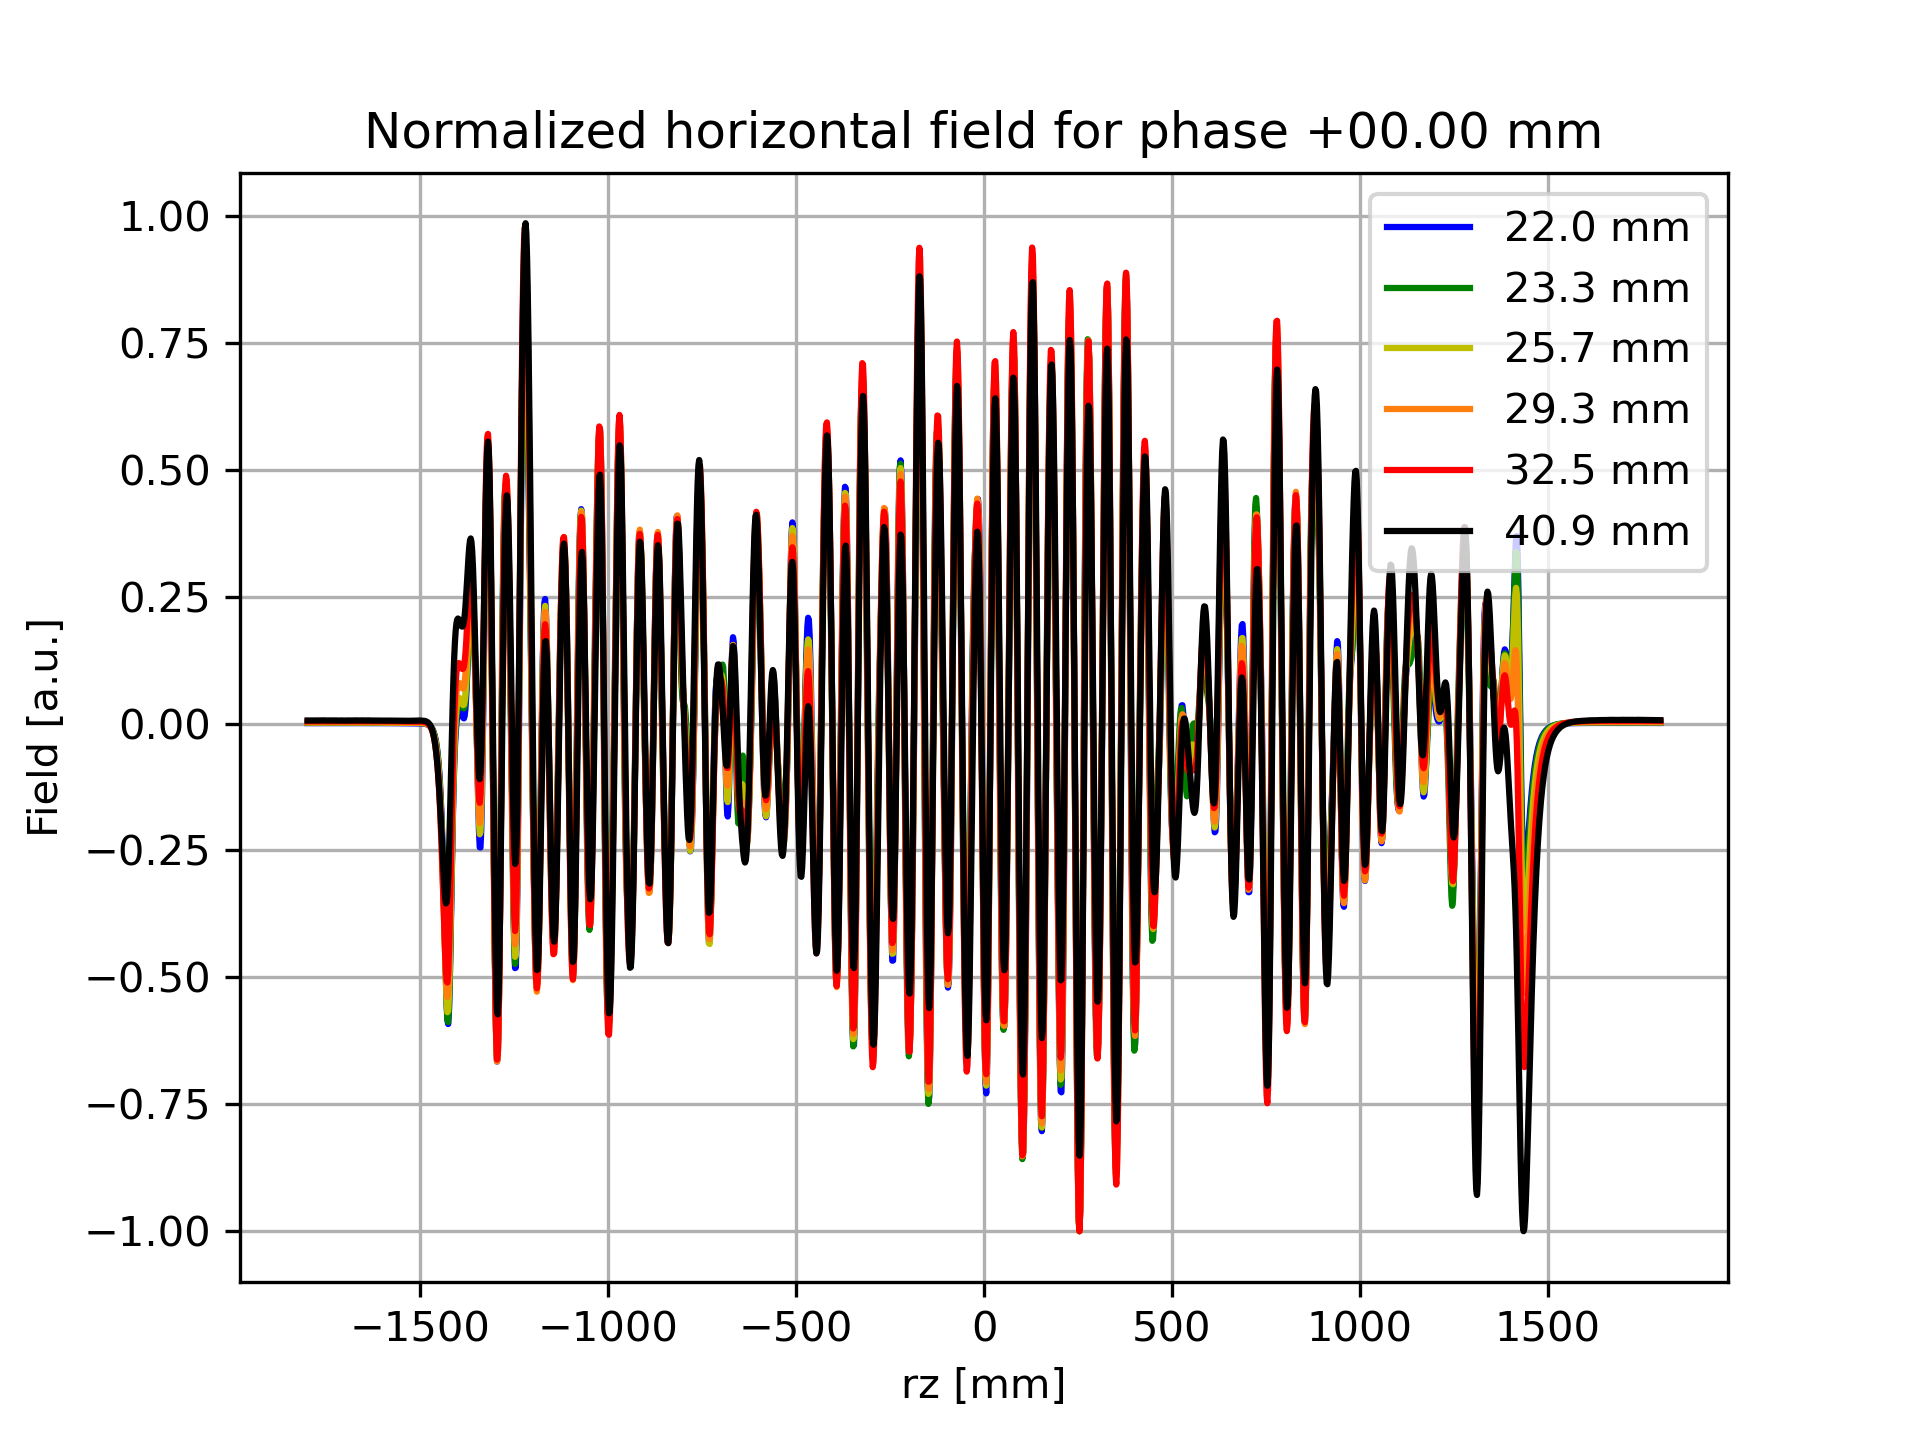 Normalized horizontal field for phase +00.00 mm
1.00
0.75
0.50
0.25
0.00
−0.25
−0.50
−0.75
−1.00
Field [a.u.]
22.0 mm
23.3 mm
25.7 mm
29.3 mm
32.5 mm
40.9 mm
−1500 −1000 −500 0 500 1000 1500
rz [mm]